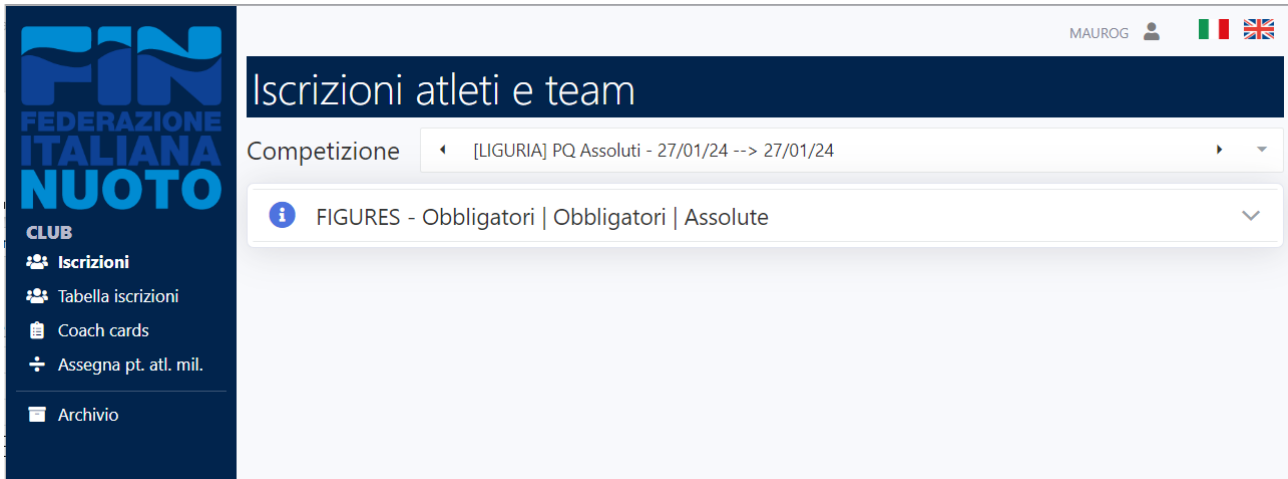 FIN
FEDERAZIONE
ITALIANA
NUOTO
CLUB
Iscrizioni
Tabella iscrizioni
Coach cards
Assegna pt. atl. mil.
Archivio
MAUROG
Iscrizioni atleti e team
Competizione [LIGURIA] PQ Assoluti - 27/01/24 --> 27/01/24
FIGURES - Obbligatori | Obbligatori | Assolute